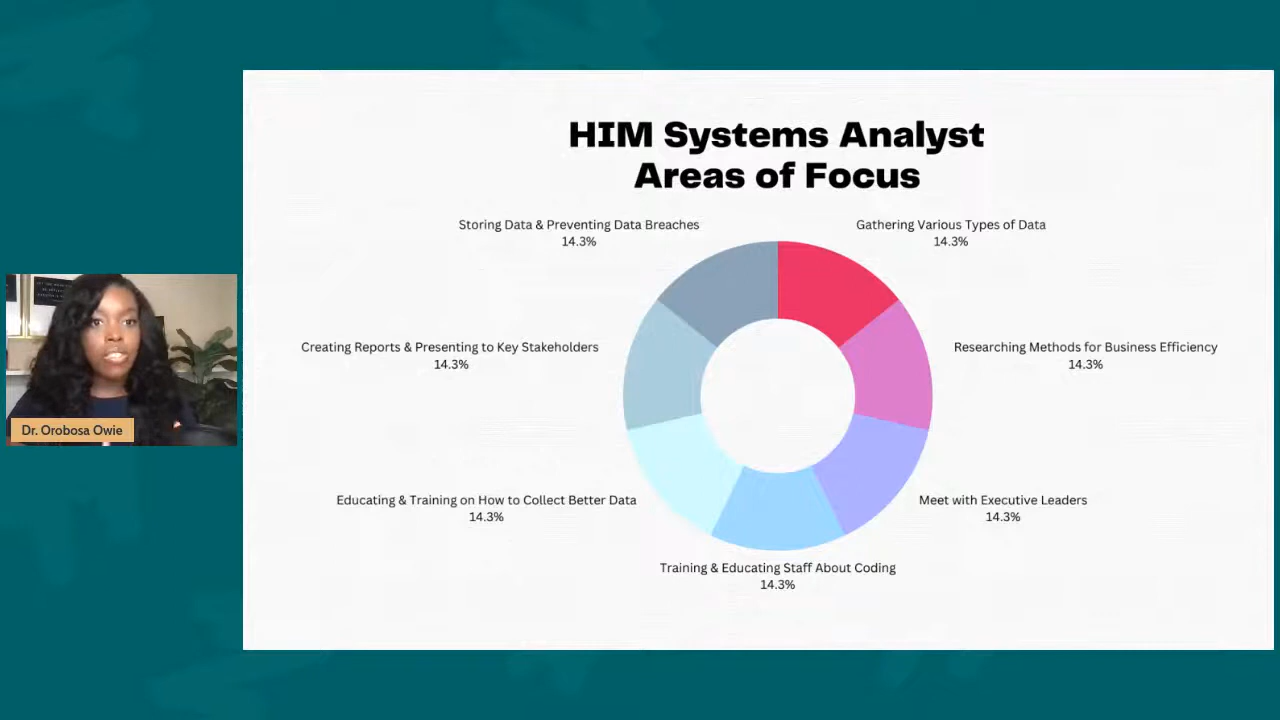 HIM Systems Analyst
Areas of Focus
Storing Data & Preventing Data Breaches
14.3%
Gathering Various Types of Data
14.3%
Creating Reports & Presenting to Key Stakeholders
14.3%
Researching Methods for Business Efficiency
14.3%
Dr. Orobosa Owie
Educating & Training on How to Collect Better Data
14.3%
Meet with Executive Leaders
14.3%
Training & Educating Staff About Coding
14.3%